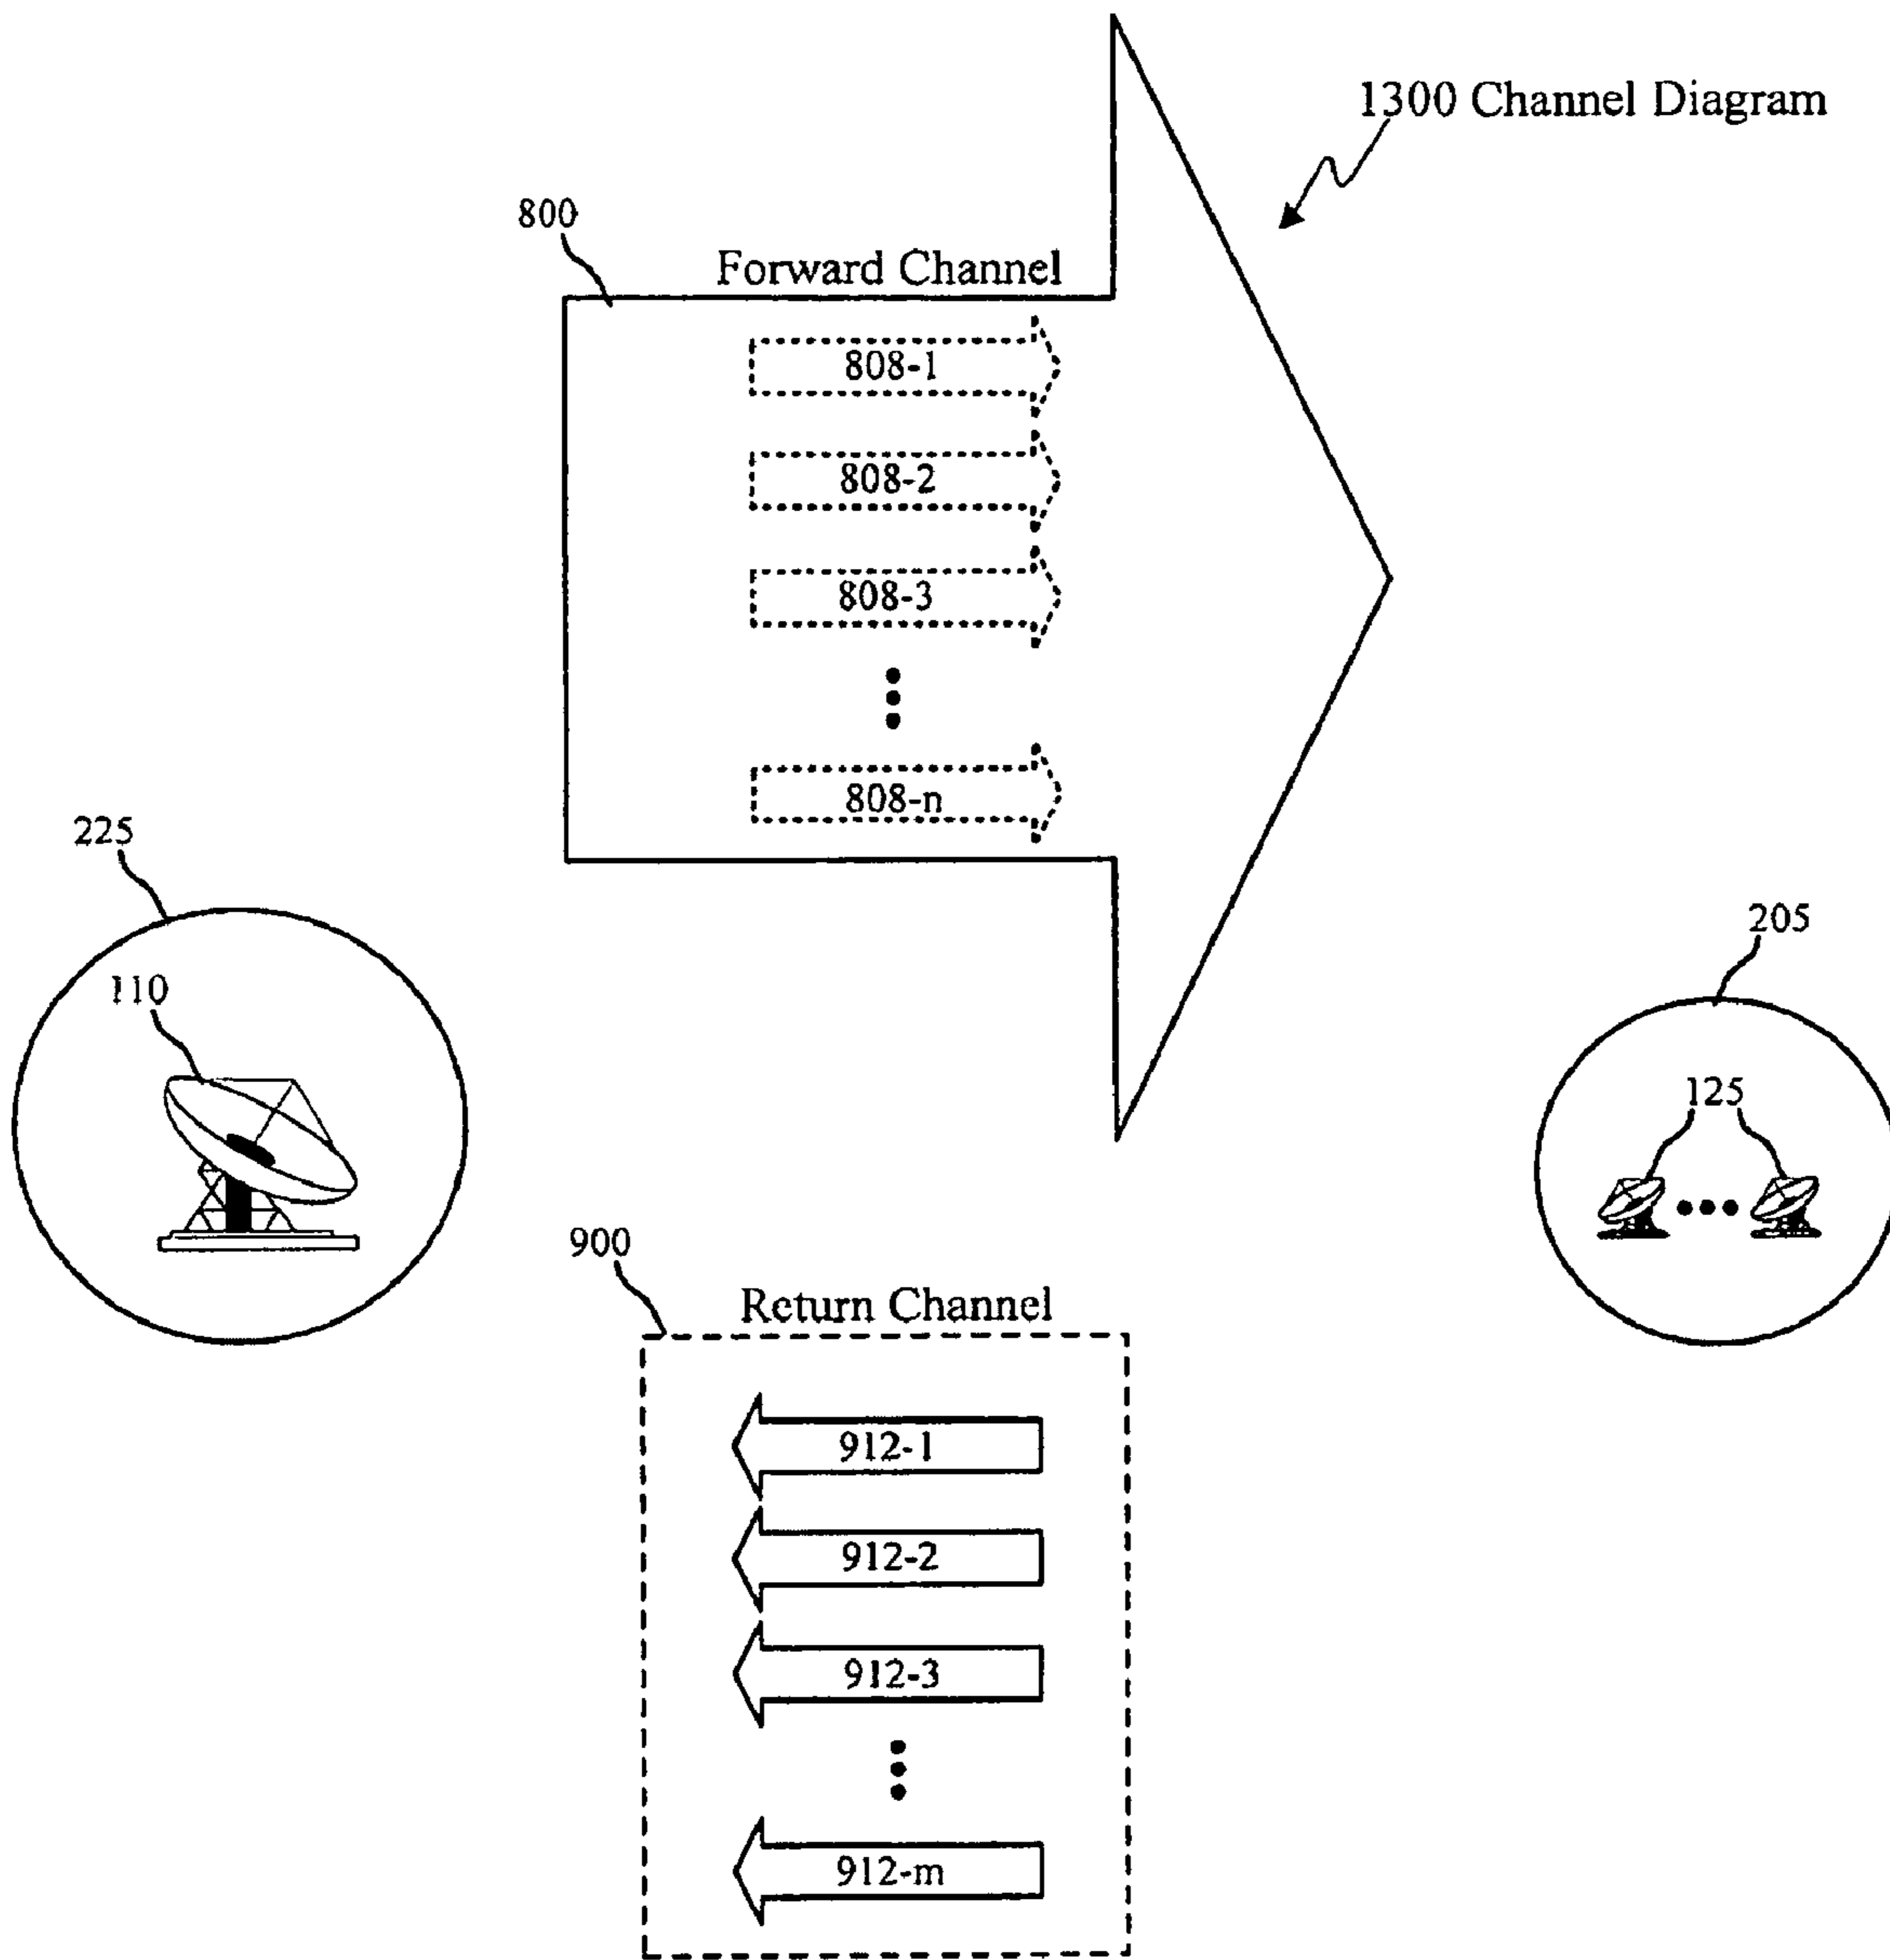 1300 Channel Diagram
800
Forward Channel
808-1
808-2
808-3
808-n
225
110
205
125
900
Return Channel
912-1
912-2
912-3
912-m